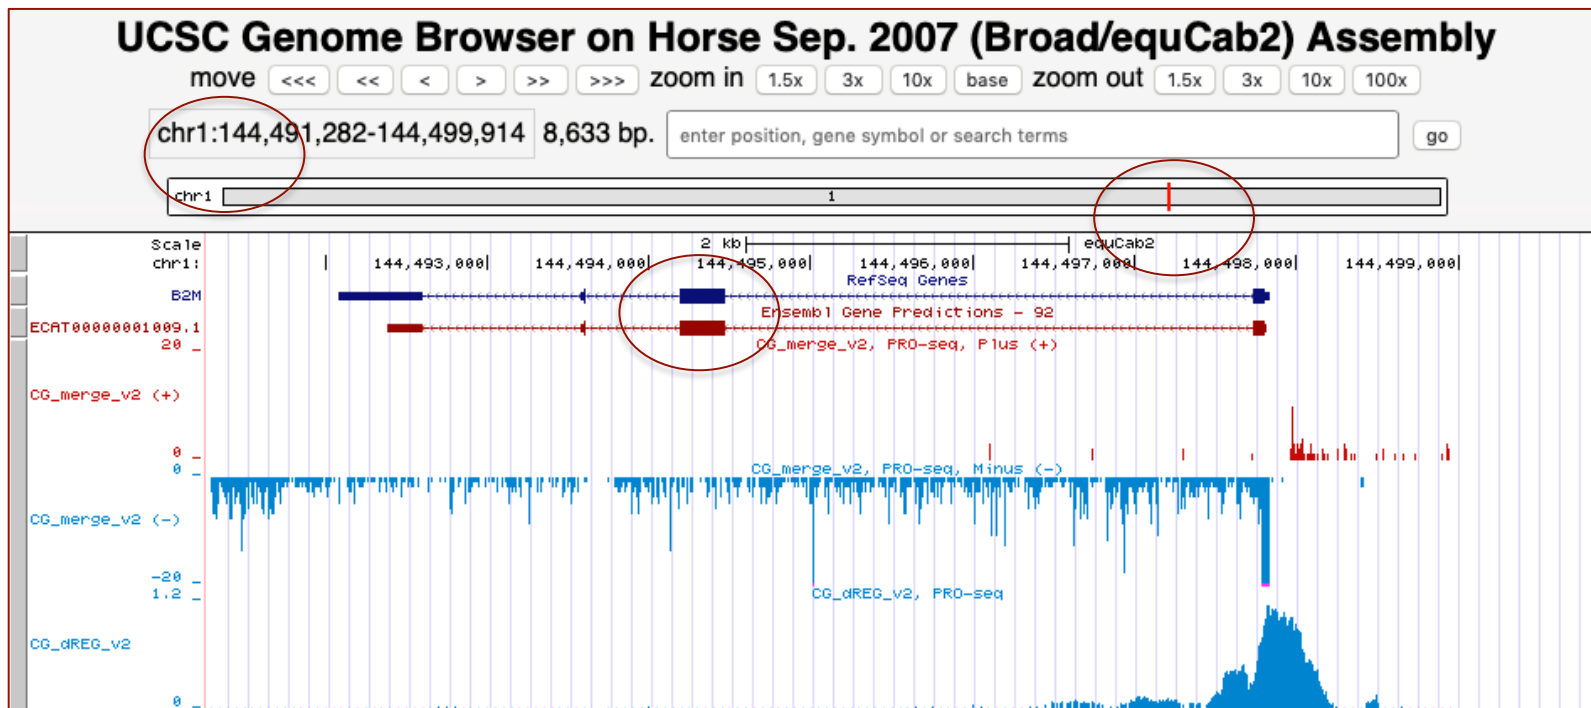 UCSC Genome Browser on Horse Sep. 2007 (Broad/equCab2) Assembly
move <<< << < > >> >>> zoom in 1.5x 3x 10x base zoom out 1.5x 3x 10x 100x
chr1:144,491,282-144,499,914 8,633 bp. enter position, gene symbol or search terms go
chr1 1
Scale 2 kb equCab2
chr1: 144,493,000 144,494,000 144,495,000 144,496,000 144,497,000 144,498,000 144,499,000
RefSeq Genes
B2M
Ensembl Gene Predictions - 92
ECAT00000001009.1
20 _ CG_merge_v2, PRO-seq, Plus (+)
CG_merge_v2 (+)
0 _
0 _ CG_merge_v2, PRO-seq, Minus (-)
CG_merge_v2 (-)
-20 _
1.2 _ CG_dREG_v2, PRO-seq
CG_dREG_v2
0 _